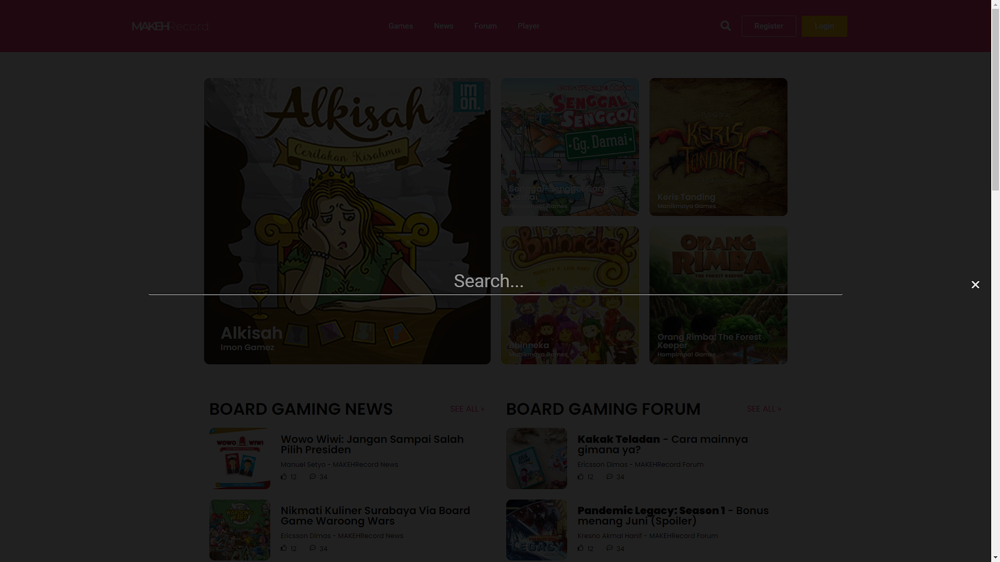 MAKEHRecord
Games
News
Forum
Player
Register
Login
Alkisah
Ceritakan Kisahmu
IM
ON.
Alkisah
Imon Gamez
SENGGAL
SENGGOL
Gg. Damai
Senggal-Senggol Gang
Damai
Hompimpal Games
KERIS
TANDING
Keris Tanding
Manikmaya Games
Search...
Bhinneka
Bhinneka
Manikmaya Games
ORANG
RIMBA
THE FOREST KEEPER
Orang Rimba: The Forest
Keeper
Hompimpal Games
BOARD GAMING NEWS
SEE ALL »
WOWO WIWI
Wowo Wiwi: Jangan Sampai Salah
Pilih Presiden
Manuel Setyo - MAKEHRecord News
12
34
WAROONG
WARS
Nikmati Kuliner Surabaya Via Board
Game Waroong Wars
Ericsson Dimas - MAKEHRecord News
12
34
BOARD GAMING FORUM
SEE ALL »
Kakak Teladan - Cara mainnya
gimana ya?
Ericsson Dimas - MAKEHRecord Forum
12
34
PANDEMIC
LEGACY
Pandemic Legacy: Season 1 - Bonus
menang Juni (Spoiler)
Kresno Akmal Hanif - MAKEHRecord Forum
12
34